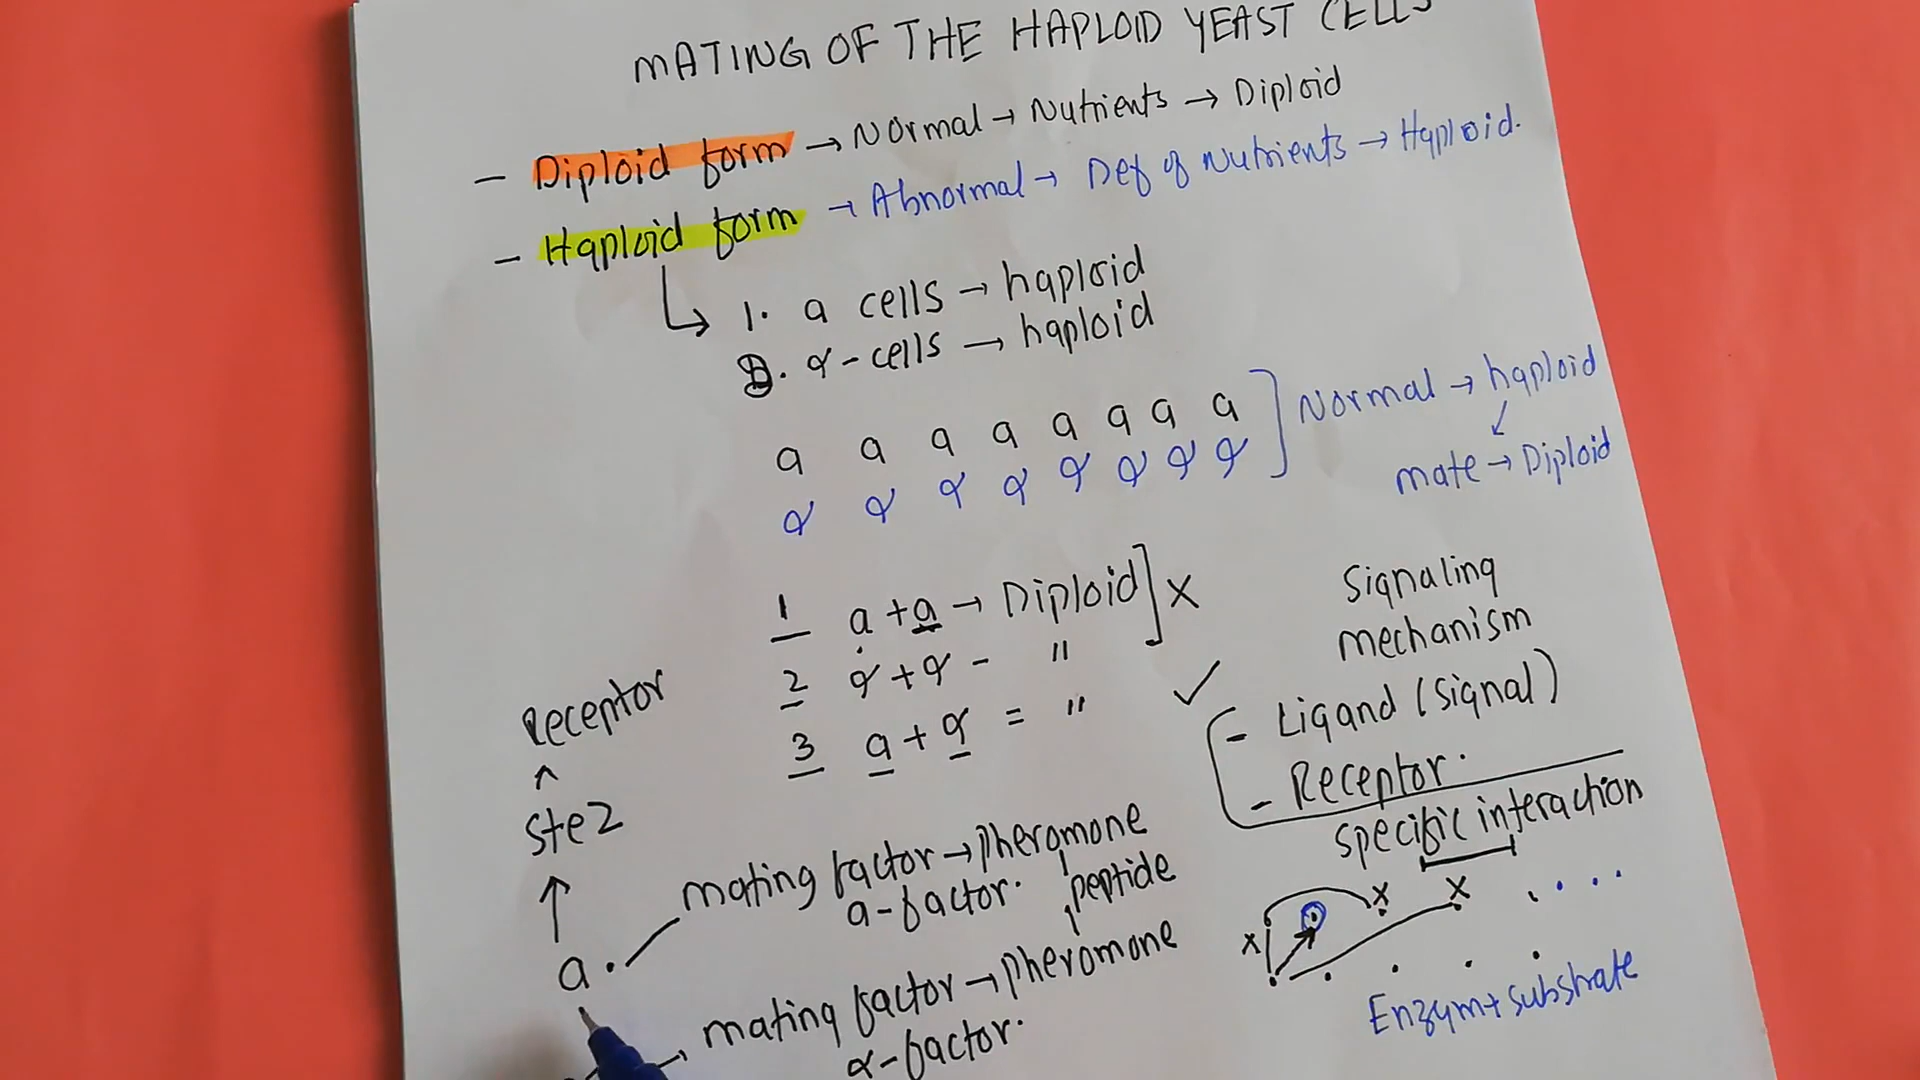 MATING OF THE HAPLOID YEAST CELLS
- Diploid form → Normal → Nutrients → Diploid
- Haploid form → Abnormal → Def of Nutrients → Haploid.
1. a cells → haploid
2. α-cells → haploid
a a a a a a a a
α α α α α α α α
Normal → haploid
mate → Diploid
1 a + a → Diploid ] X
2 α + α - "
3 a + α = "
✓
Signaling
mechanism
- Ligand (signal)
- Receptor.
specific interaction
X X X
Enzym + substrate
Receptor
↑
Ste2
↑
a
mating factor → pheromone
a-factor. peptide
mating factor → pheromone
α-factor.